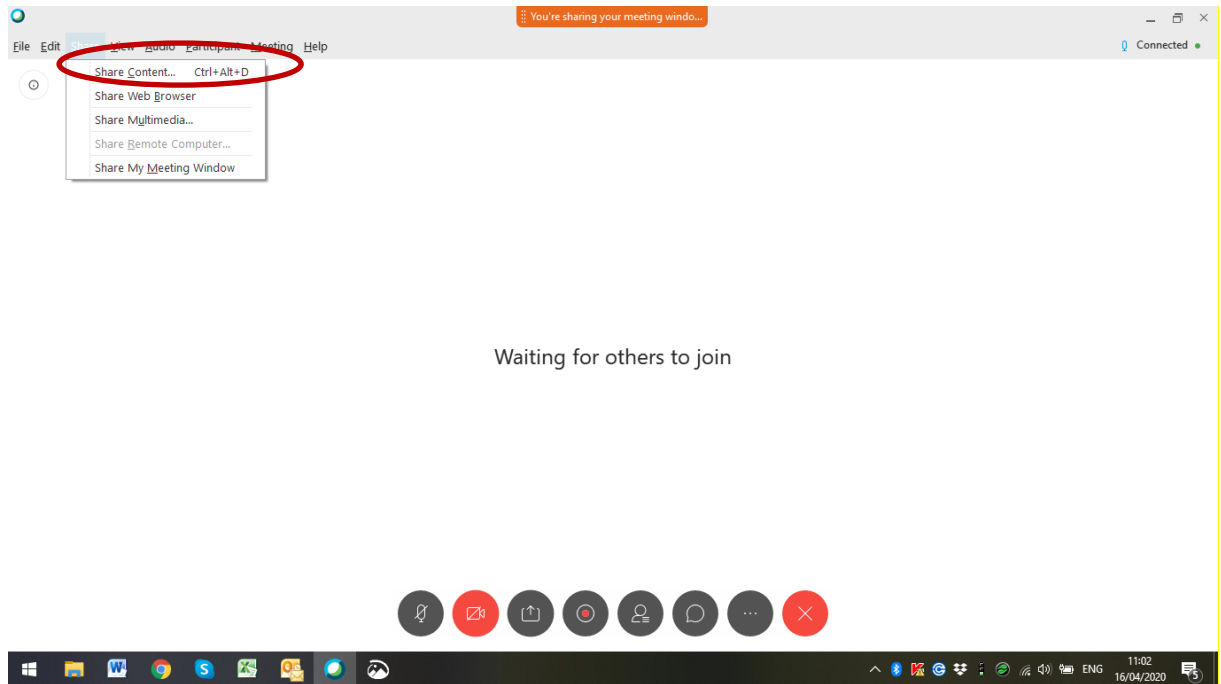 You're sharing your meeting windo...
File Edit Share View Audio Participant Meeting Help
Connected
Share Content... Ctrl+Alt+D
Share Web Browser
Share Multimedia...
Share Remote Computer...
Share My Meeting Window
Waiting for others to join
ENG
11:02
16/04/2020
5